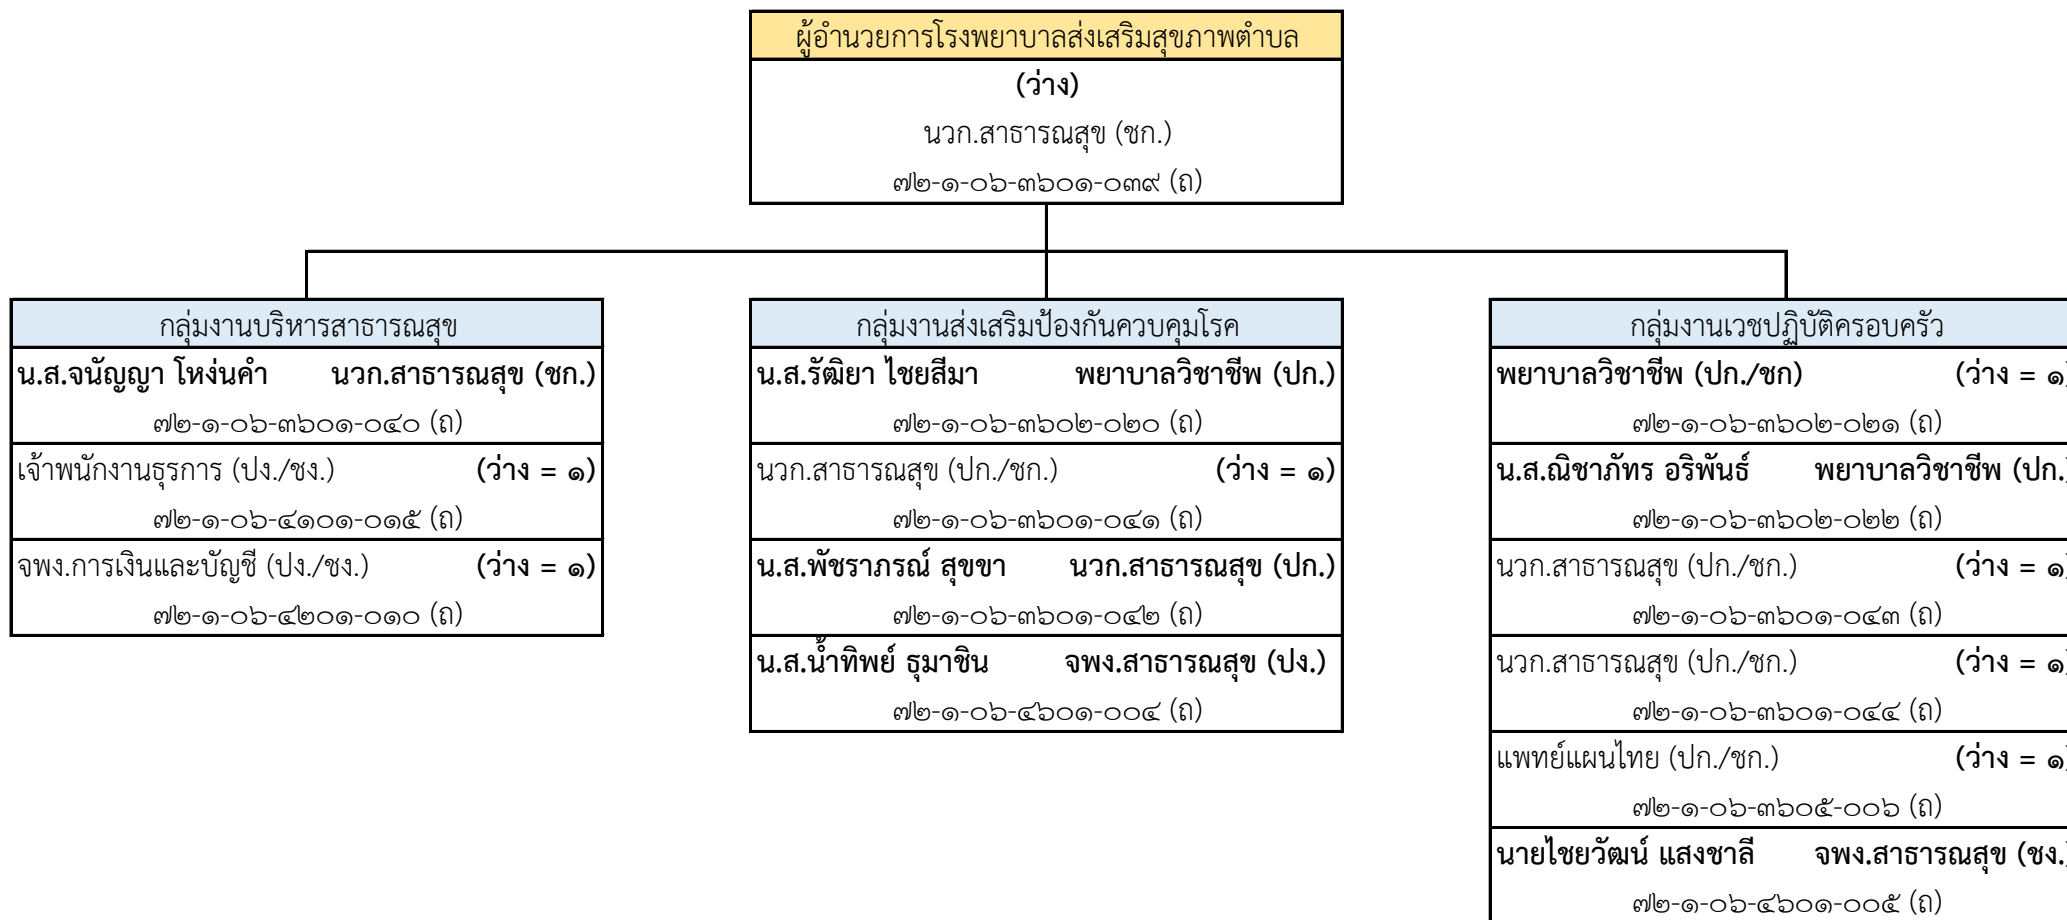 ผู้อำนวยการโรงพยาบาลส่งเสริมสุขภาพตำบล
(ว่าง)
นวก.สาธารณสุข (ชก.)
๗๒-๑-๐๖-๓๖๐๑-๐๓๙ (ถ)
กลุ่มงานบริหารสาธารณสุข
น.ส.จนัญญา โหง่นคำ นวก.สาธารณสุข (ชก.)
๗๒-๑-๐๖-๓๖๐๑-๐๔๐ (ถ)
เจ้าพนักงานธุรการ (ปง./ชง.) (ว่าง = ๑)
๗๒-๑-๐๖-๔๑๐๑-๐๑๕ (ถ)
จพง.การเงินและบัญชี (ปง./ชง.) (ว่าง = ๑)
๗๒-๑-๐๖-๔๒๐๑-๐๑๐ (ถ)
กลุ่มงานส่งเสริมป้องกันควบคุมโรค
น.ส.รัฒิยา ไชยสีมา พยาบาลวิชาชีพ (ปก.)
๗๒-๑-๐๖-๓๖๐๒-๐๒๐ (ถ)
นวก.สาธารณสุข (ปก./ชก.) (ว่าง = ๑)
๗๒-๑-๐๖-๓๖๐๑-๐๔๑ (ถ)
น.ส.พัชราภรณ์ สุขขา นวก.สาธารณสุข (ปก.)
๗๒-๑-๐๖-๓๖๐๑-๐๔๒ (ถ)
น.ส.น้ำทิพย์ ธุมาชิน จพง.สาธารณสุข (ปง.)
๗๒-๑-๐๖-๔๖๐๑-๐๐๔ (ถ)
กลุ่มงานเวชปฏิบัติครอบครัว
พยาบาลวิชาชีพ (ปก./ชก) (ว่าง = ๑)
๗๒-๑-๐๖-๓๖๐๒-๐๒๑ (ถ)
น.ส.ณิชาภัทร อริพันธ์ พยาบาลวิชาชีพ (ปก.)
๗๒-๑-๐๖-๓๖๐๒-๐๒๒ (ถ)
นวก.สาธารณสุข (ปก./ชก.) (ว่าง = ๑)
๗๒-๑-๐๖-๓๖๐๑-๐๔๓ (ถ)
นวก.สาธารณสุข (ปก./ชก.) (ว่าง = ๑)
๗๒-๑-๐๖-๓๖๐๑-๐๔๔ (ถ)
แพทย์แผนไทย (ปก./ชก.) (ว่าง = ๑)
๗๒-๑-๐๖-๓๖๐๕-๐๐๖ (ถ)
นายไชยวัฒน์ แสงชาลี จพง.สาธารณสุข (ชง.)
๗๒-๑-๐๖-๔๖๐๑-๐๐๕ (ถ)